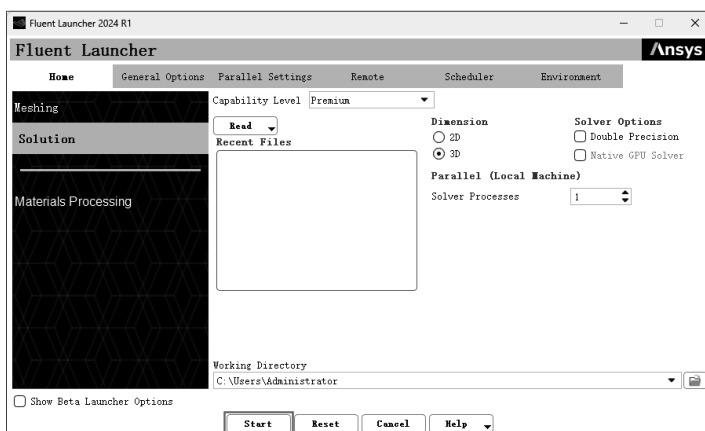 Fluent Launcher 2024 R1
Fluent Launcher
Ansys
Home General Options Parallel Settings Remote Scheduler Environment
Meshing
Solution
Materials Processing
Capability Level Premium
Read
Recent Files
Dimension
2D
3D
Solver Options
Double Precision
Native GPU Solver
Parallel (Local Machine)
Solver Processes 1
Working Directory
C:\Users\Administrator
Show Beta Launcher Options
Start Reset Cancel Help